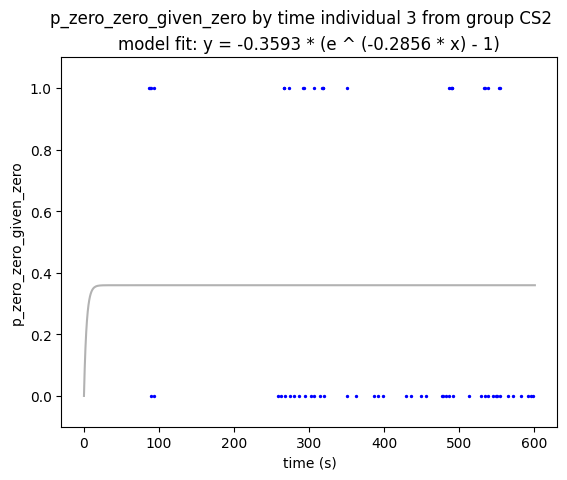 p_zero_zero_given_zero by time individual 3 from group CS2
model fit: y = -0.3593 * (e ^ (-0.2856 * x) - 1)
1.0
0.8
0.6
0.4
0.2
0.0
p_zero_zero_given_zero
0 100 200 300 400 500 600
time (s)